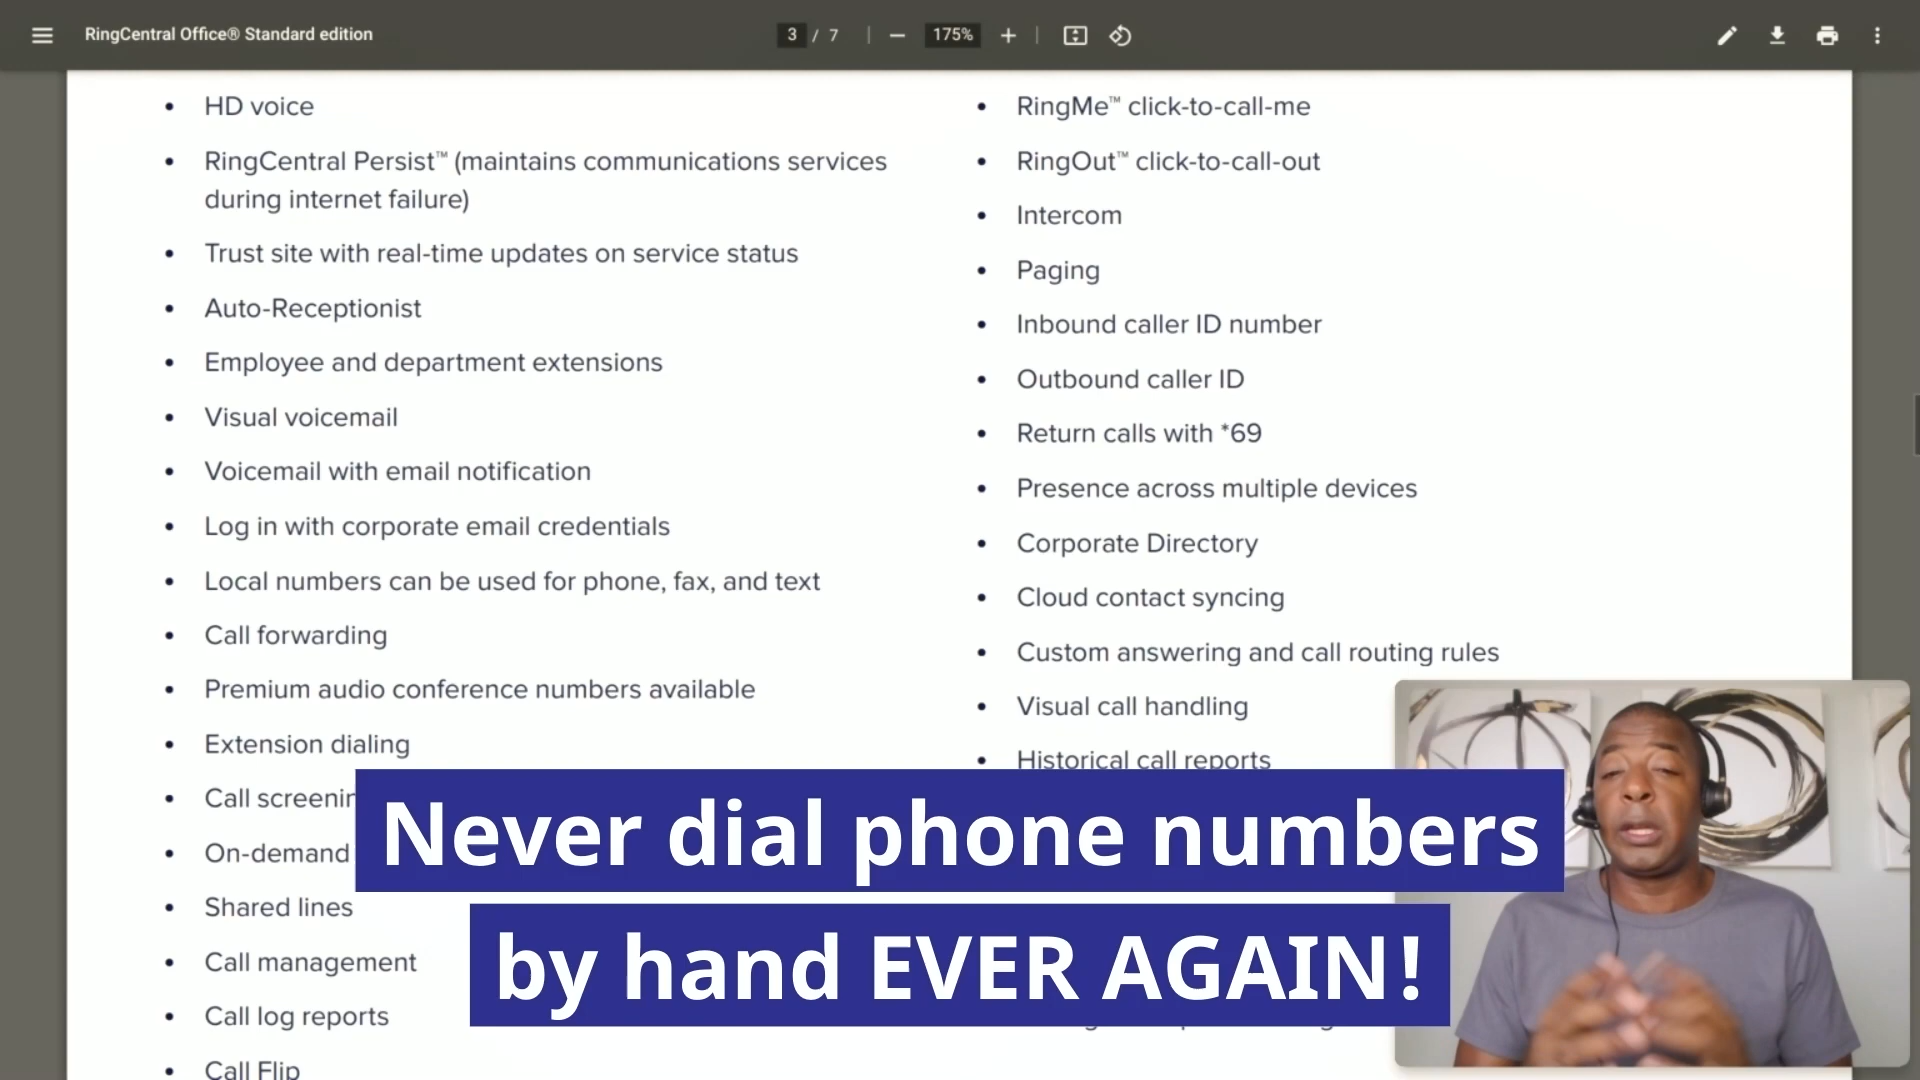 RingCentral Office® Standard edition
3 / 7
175%
• HD voice
• RingCentral Persist™ (maintains communications services
during internet failure)
• Trust site with real-time updates on service status
• Auto-Receptionist
• Employee and department extensions
• Visual voicemail
• Voicemail with email notification
• Log in with corporate email credentials
• Local numbers can be used for phone, fax, and text
• Call forwarding
• Premium audio conference numbers available
• Extension dialing
• Call
• On-demand
• Shared lines
• Call management
• Call log reports
• Call Flip
• RingMe™ click-to-call-me
• RingOut™ click-to-call-out
• Intercom
• Paging
• Inbound caller ID number
• Outbound caller ID
• Return calls with *69
• Presence across multiple devices
• Corporate Directory
• Cloud contact syncing
• Custom answering and call routing rules
• Visual call handling
• Historical call reports
Never dial phone numbers
by hand EVER AGAIN!